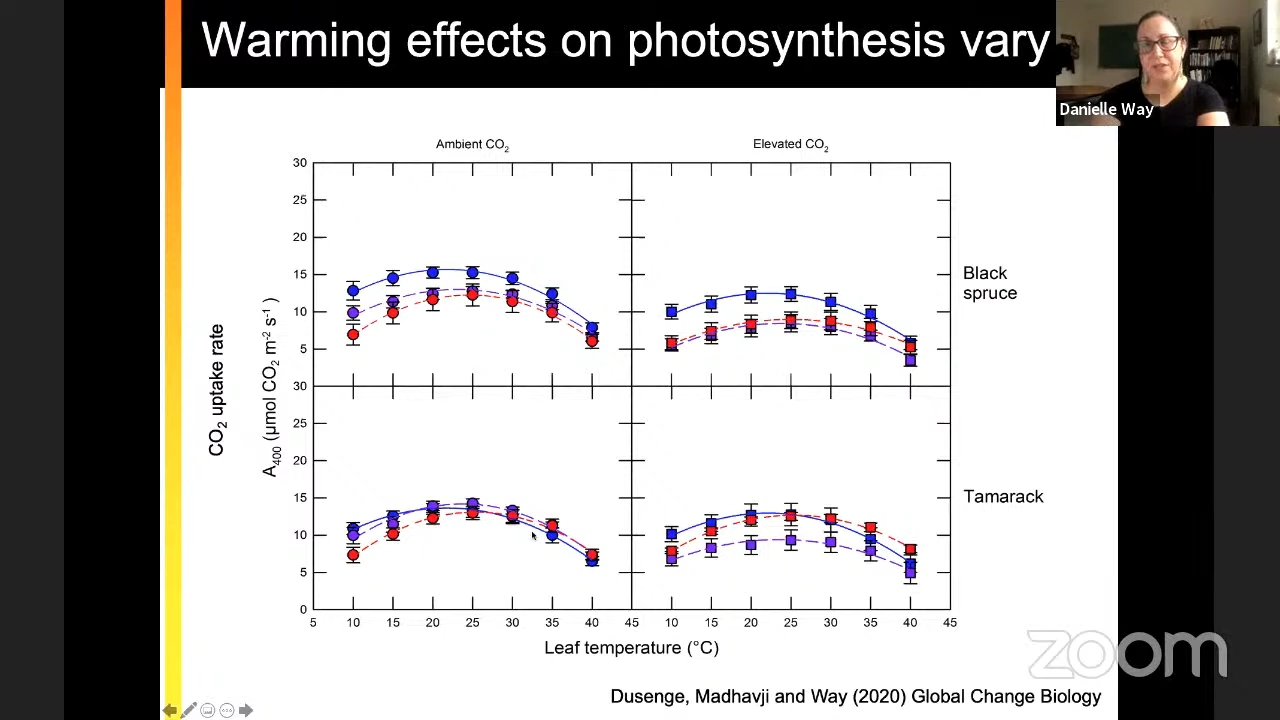 Warming effects on photosynthesis vary
Danielle Way
Ambient CO2
Elevated CO2
30
25
20
15
10
5
30
25
20
15
10
5
0
CO2 uptake rate
A400 (μmol CO2 m-2 s-1)
Black
spruce
Tamarack
5 10 15 20 25 30 35 40 45 10 15 20 25 30 35 40 45
Leaf temperature (°C)
zoom
Dusenge, Madhavji and Way (2020) Global Change Biology